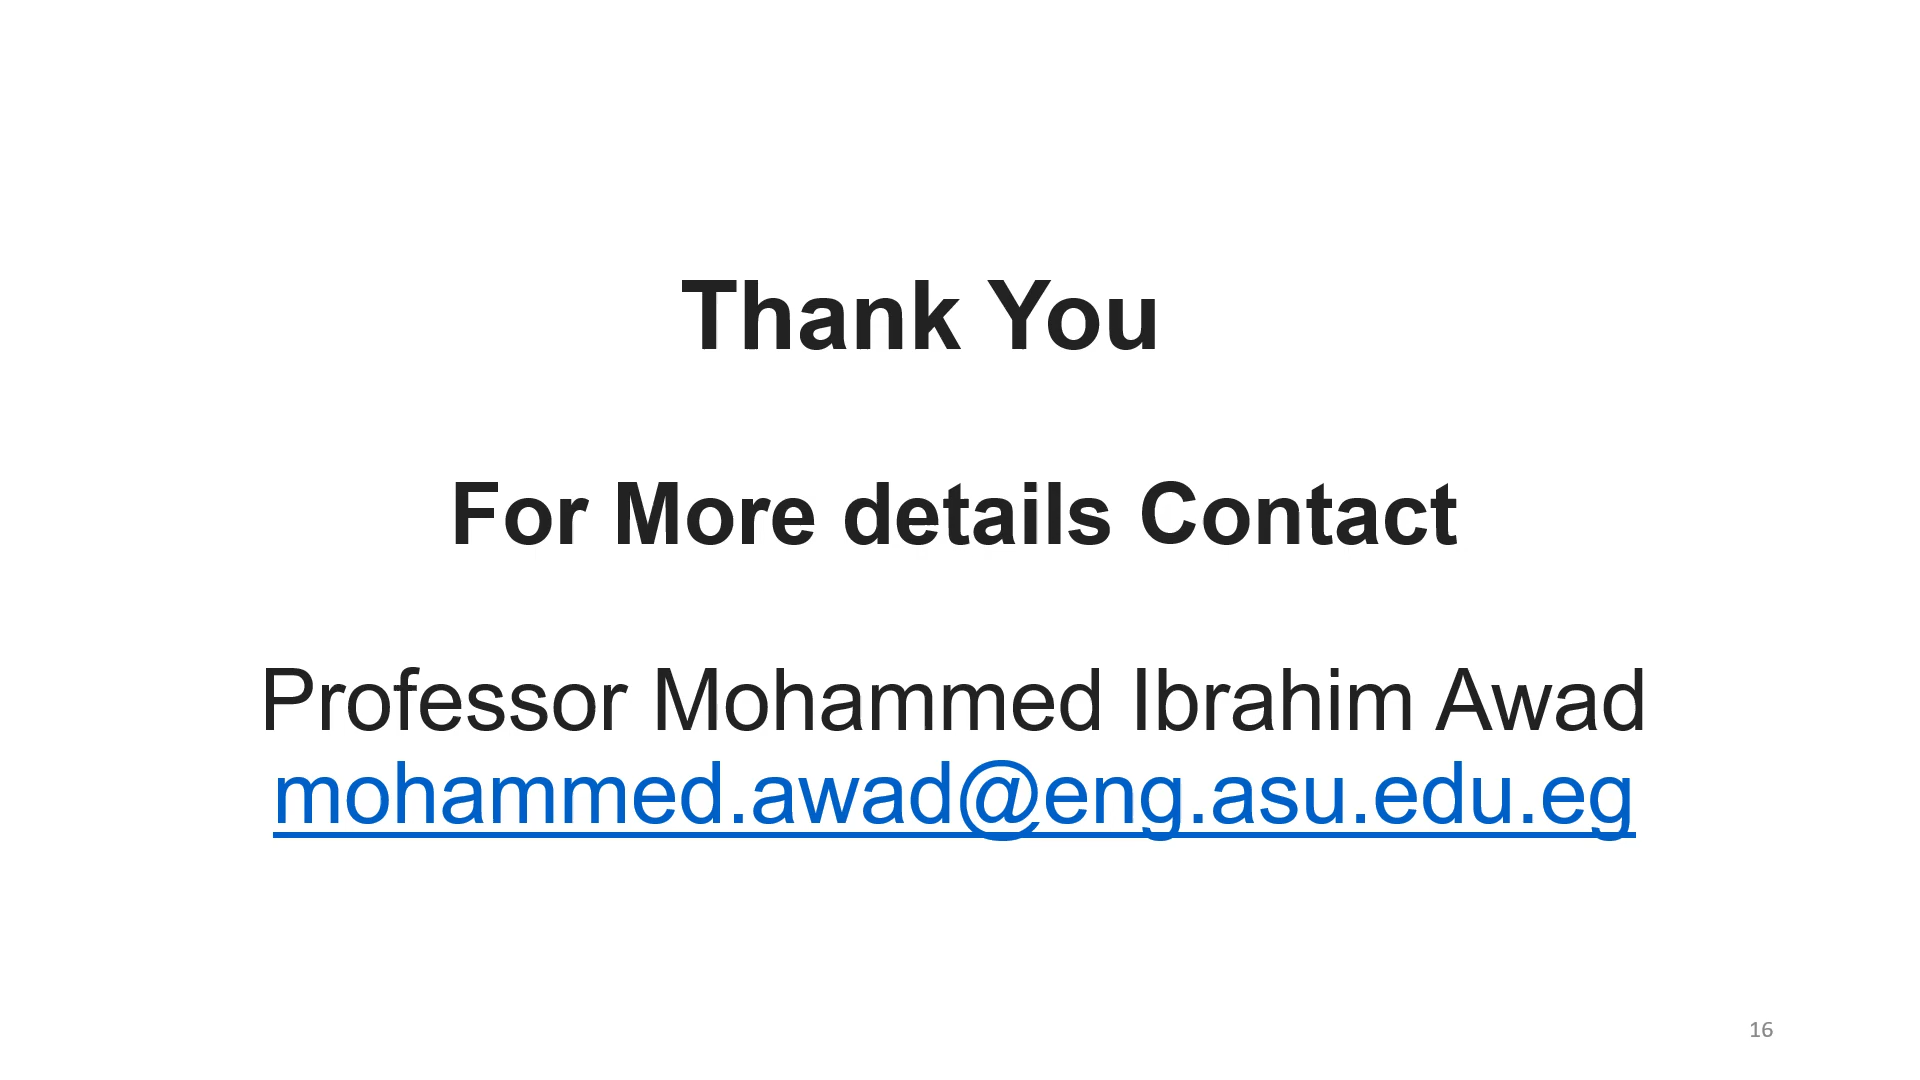 Thank You
For More details Contact
Professor Mohammed Ibrahim Awad
mohammed.awad@eng.asu.edu.eg
16